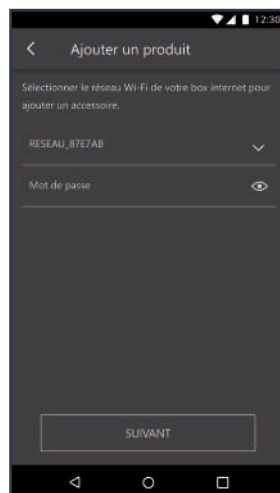 12:30
Ajouter un produit
Sélectionner le réseau Wi-Fi de votre box internet pour
ajouter un accessoire.
RESEAU_87E7AB
Mot de passe
SUIVANT